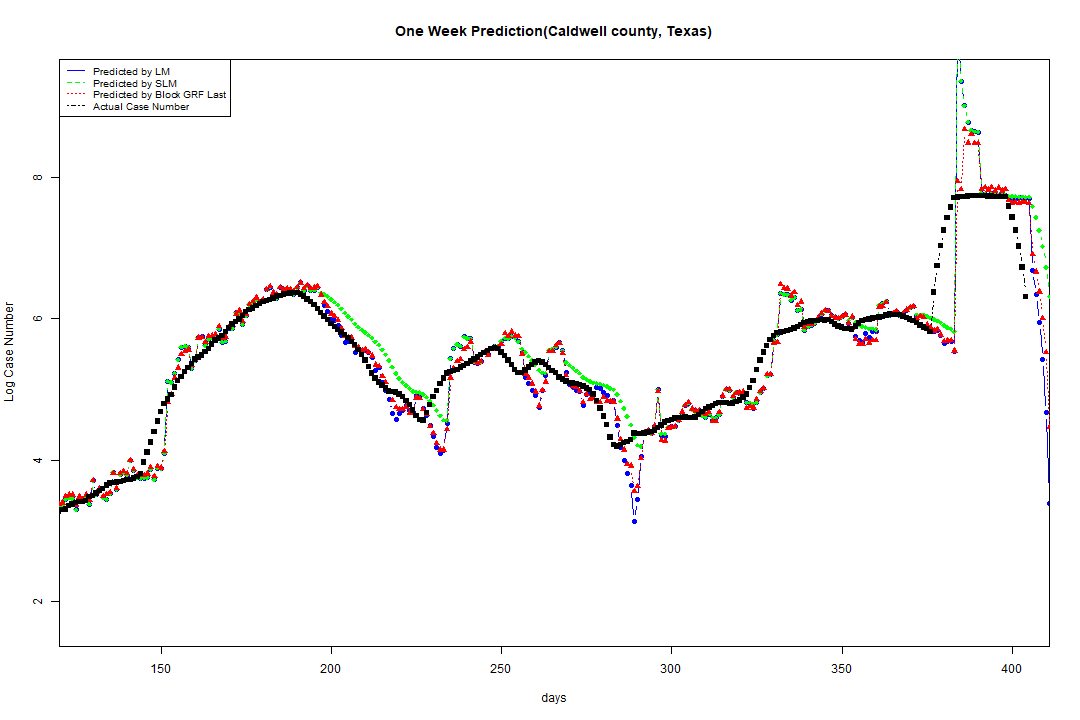 One Week Prediction(Caldwell county, Texas)
Predicted by LM
Predicted by SLM
Predicted by Block GRF Last
Actual Case Number
Log Case Number
8
6
4
2
150 200 250 300 350 400
days